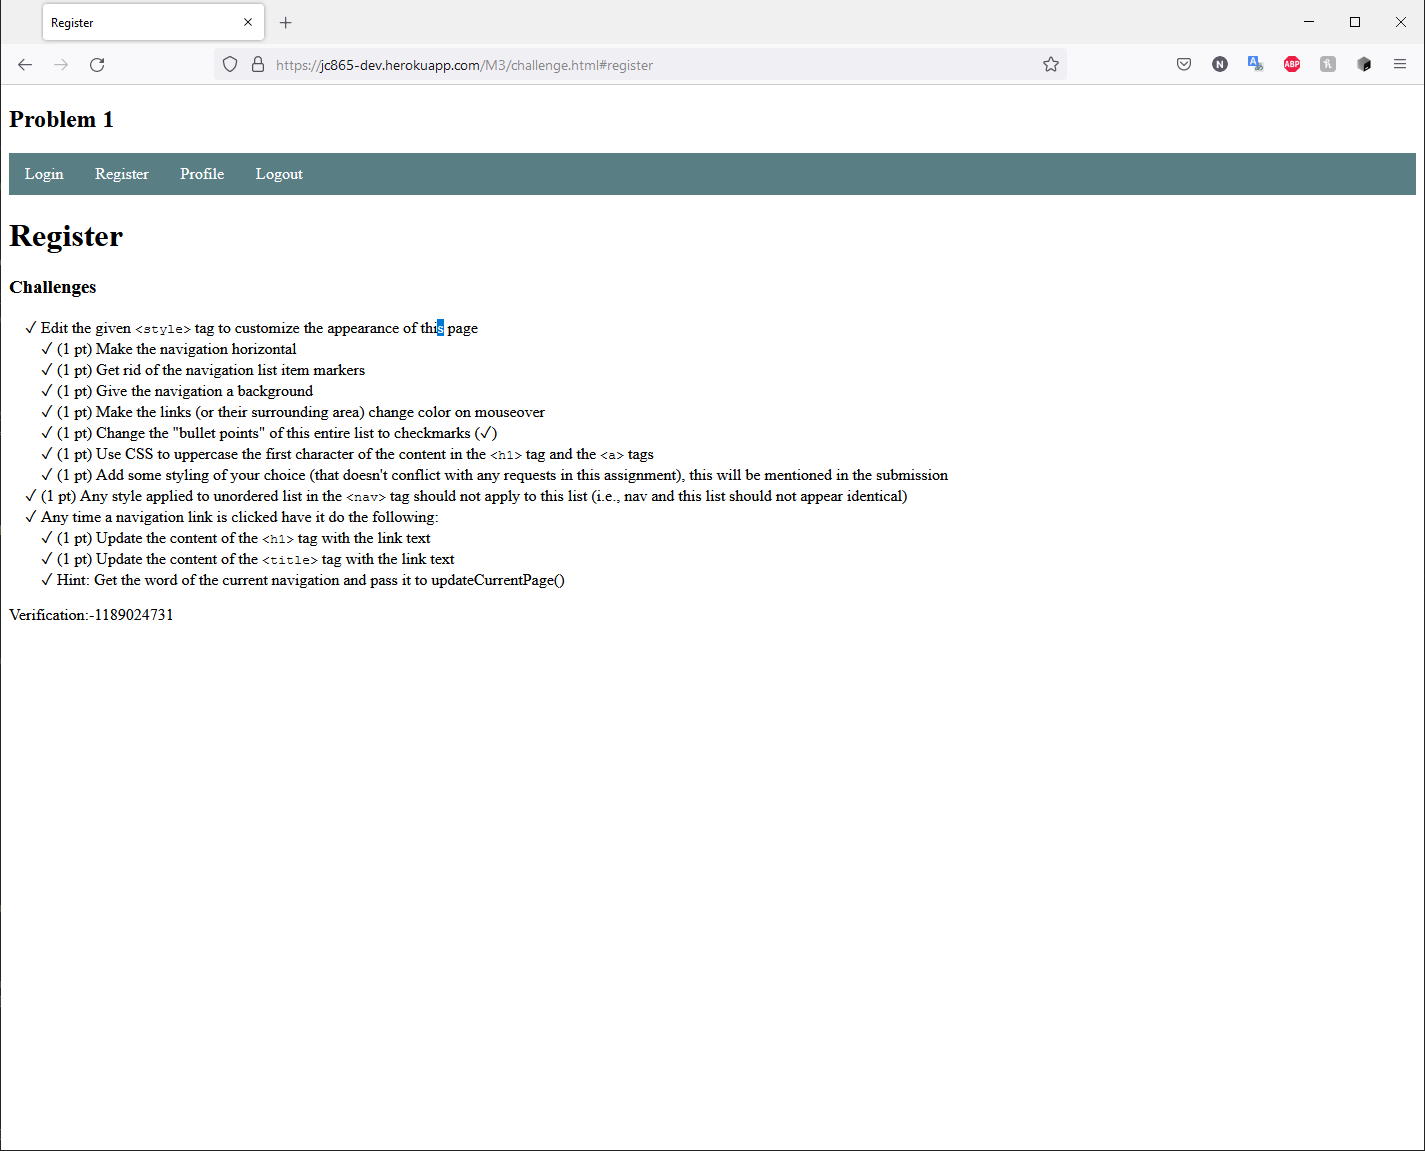 Register
https://jc865-dev.herokuapp.com/M3/challenge.html#register
N
ABP
Problem 1
Login Register Profile Logout
Register
Challenges
✓ Edit the given <style> tag to customize the appearance of this page
✓ (1 pt) Make the navigation horizontal
✓ (1 pt) Get rid of the navigation list item markers
✓ (1 pt) Give the navigation a background
✓ (1 pt) Make the links (or their surrounding area) change color on mouseover
✓ (1 pt) Change the "bullet points" of this entire list to checkmarks (✓)
✓ (1 pt) Use CSS to uppercase the first character of the content in the <h1> tag and the <a> tags
✓ (1 pt) Add some styling of your choice (that doesn't conflict with any requests in this assignment), this will be mentioned in the submission
✓ (1 pt) Any style applied to unordered list in the <nav> tag should not apply to this list (i.e., nav and this list should not appear identical)
✓ Any time a navigation link is clicked have it do the following:
✓ (1 pt) Update the content of the <h1> tag with the link text
✓ (1 pt) Update the content of the <title> tag with the link text
✓ Hint: Get the word of the current navigation and pass it to updateCurrentPage()
Verification:-1189024731